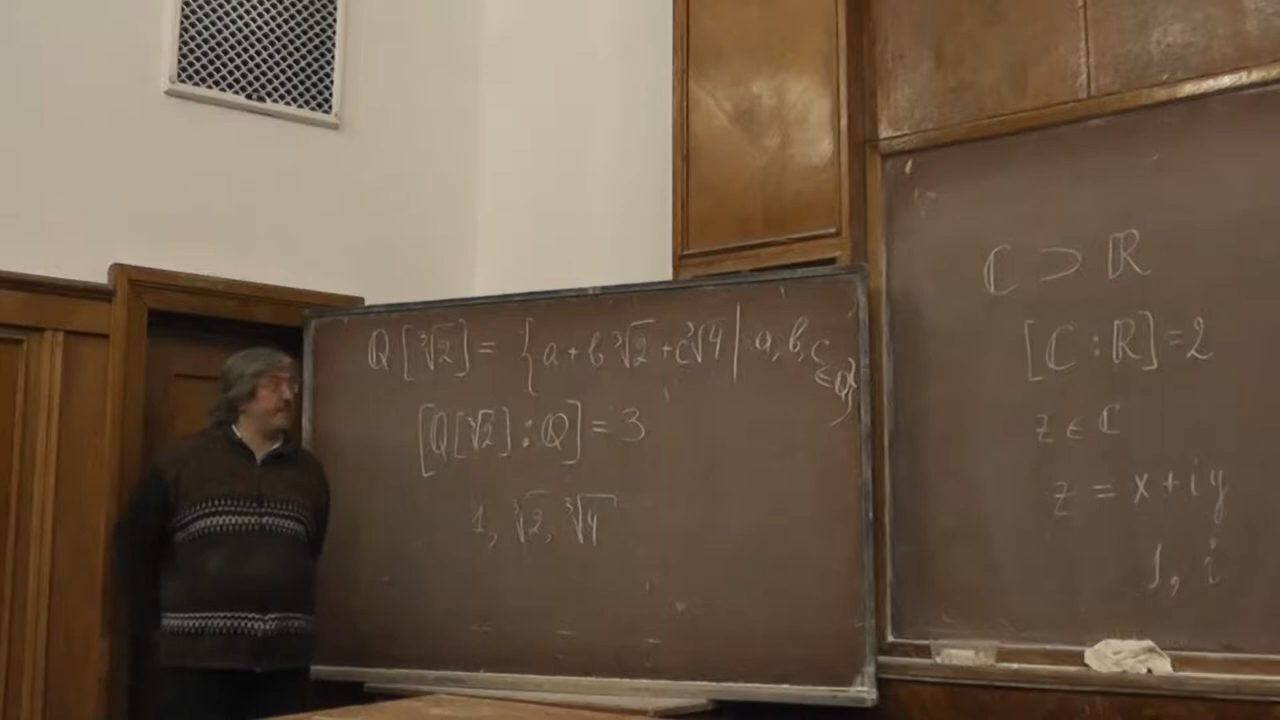 ℚ[∛2] = {a + b∛2 + c∛4 | a, b, c ∈ ℚ}
[ℚ[∛2] : ℚ] = 3
1, ∛2, ∛4
ℂ ⊃ ℝ
[ℂ : ℝ] = 2
z ∈ ℂ
z = x + iy
1, i